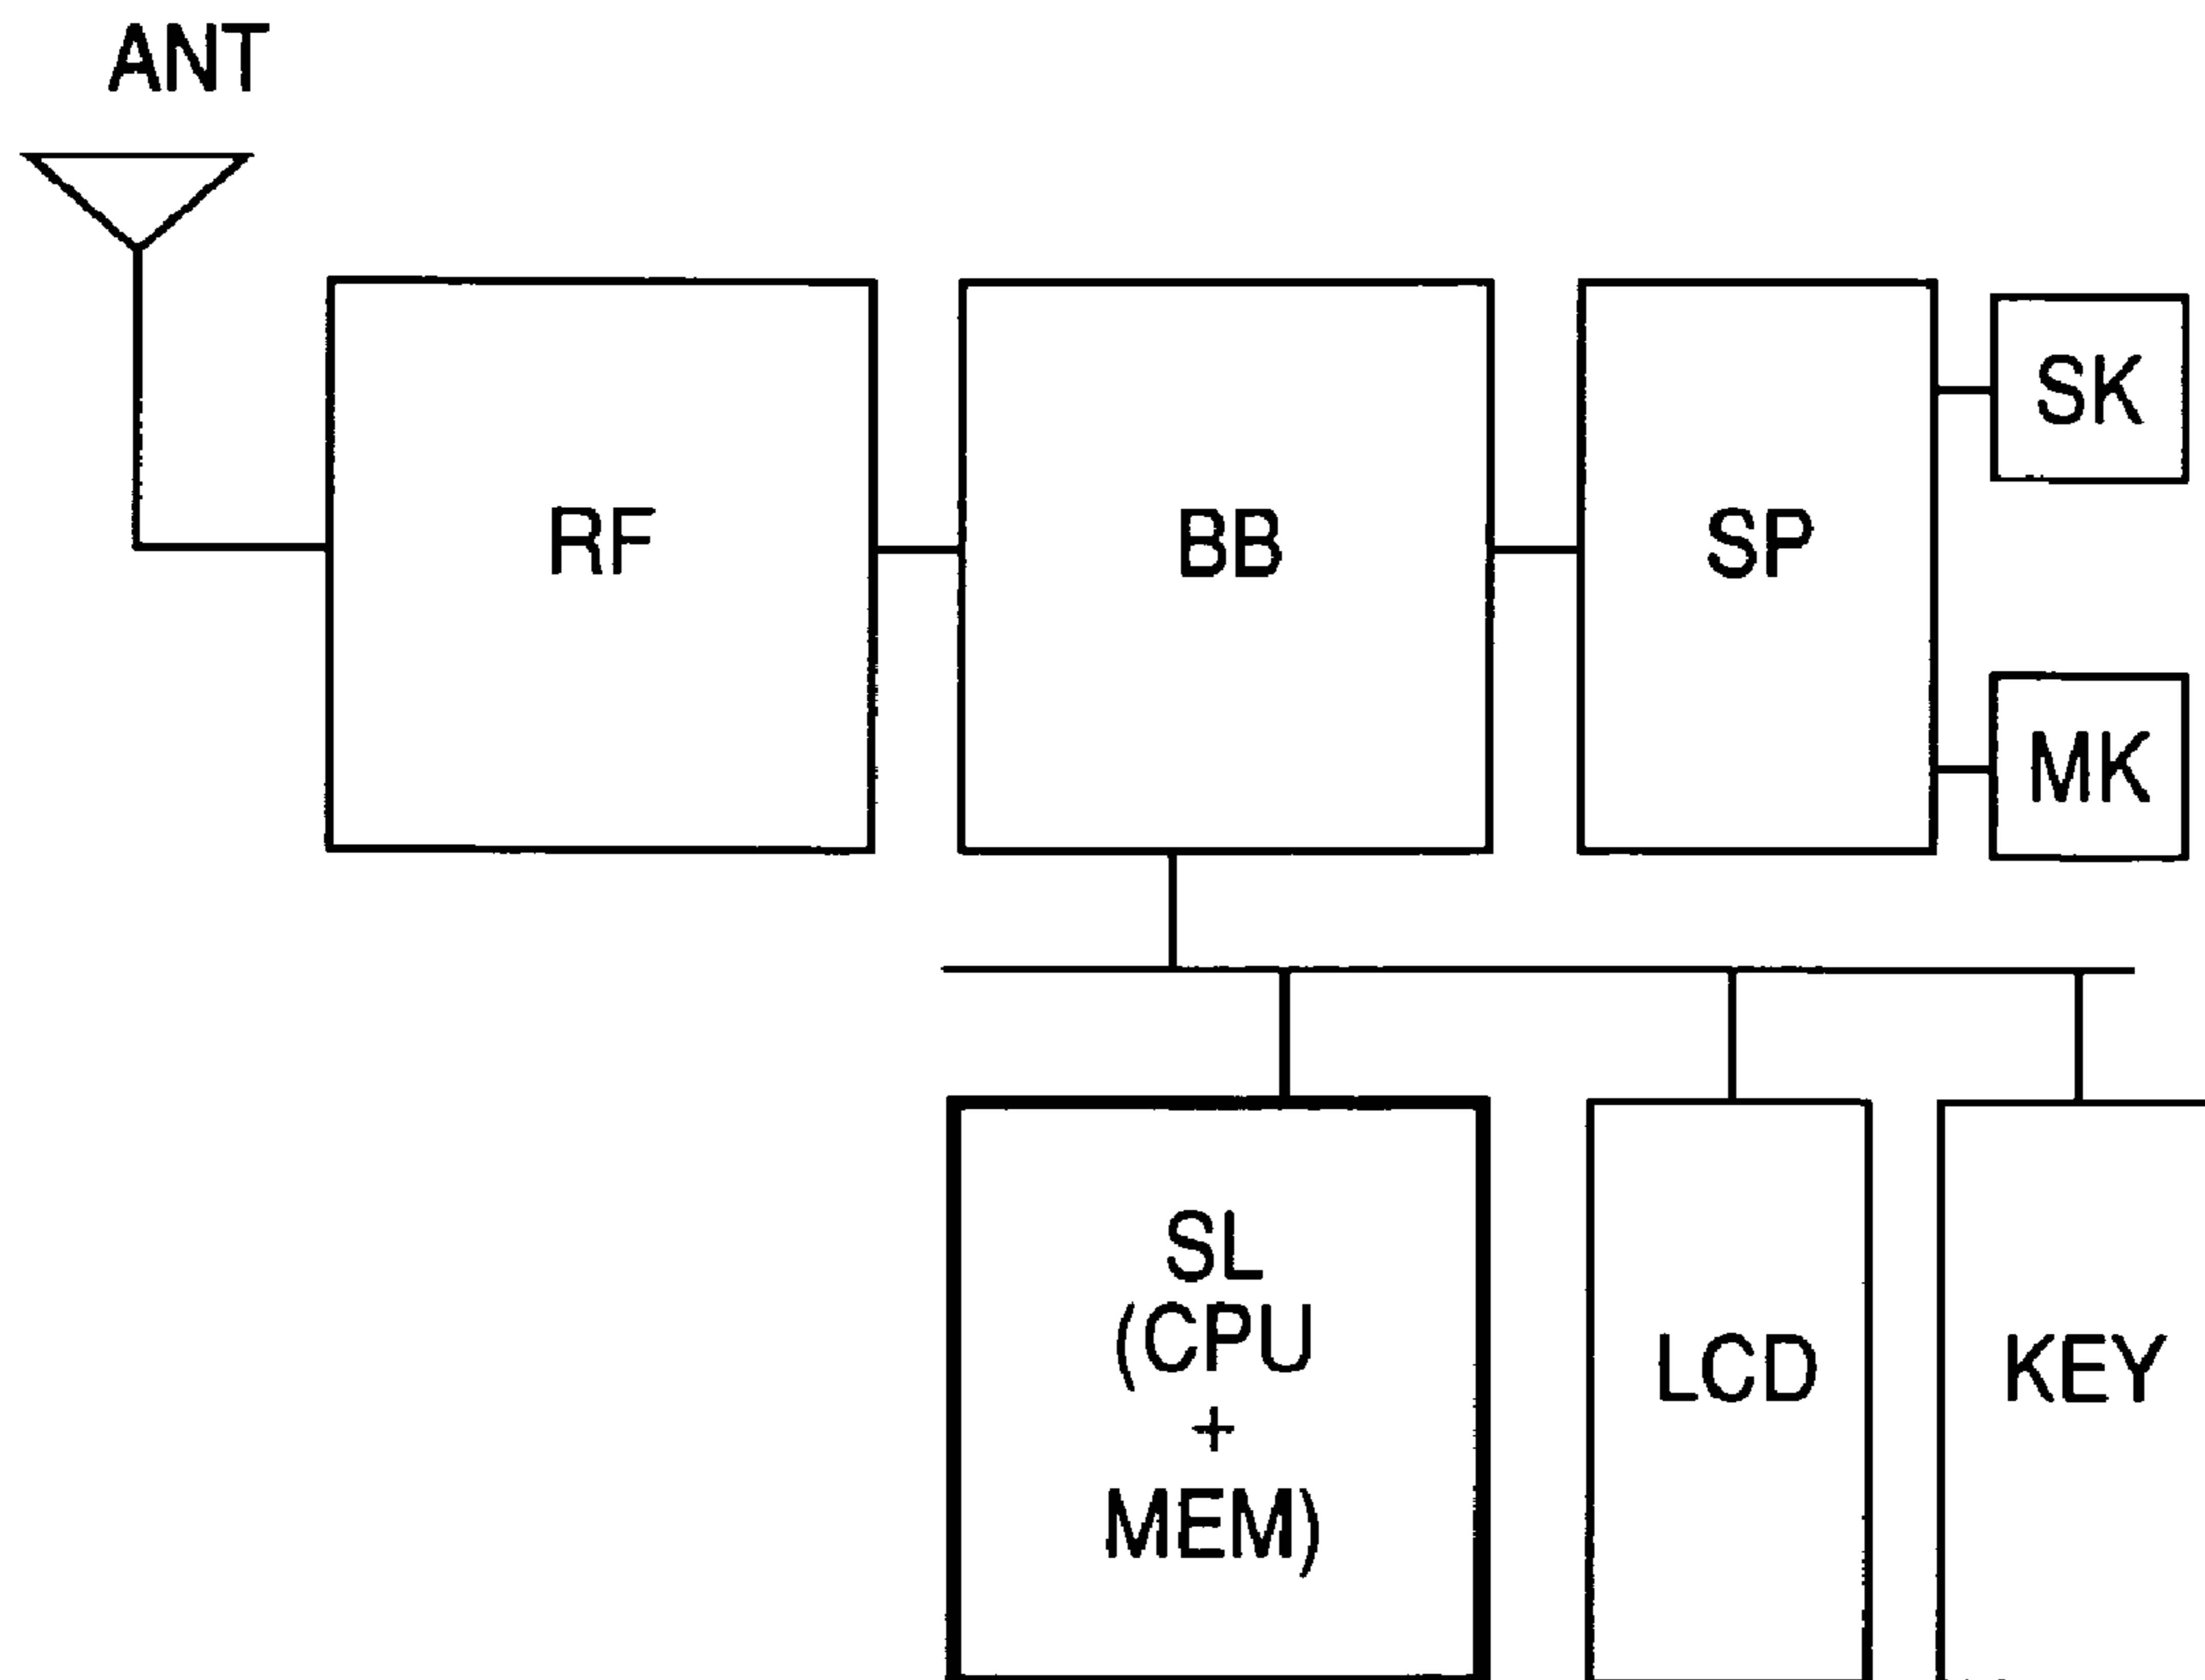 ANT
RF
BB
SP
SK
MK
SL
(CPU
+
MEM)
LCD
KEY